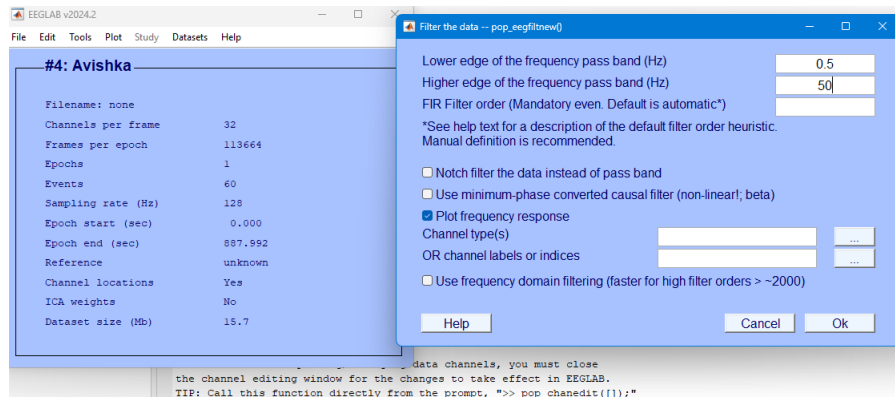 EEGLAB v2024.2
File Edit Tools Plot Study Datasets Help
#4: Avishka
Filename: none
Channels per frame 32
Frames per epoch 113664
Epochs 1
Events 60
Sampling rate (Hz) 128
Epoch start (sec) 0.000
Epoch end (sec) 887.992
Reference unknown
Channel locations Yes
ICA weights No
Dataset size (Mb) 15.7
Filter the data -- pop_eegfiltnew()
Lower edge of the frequency pass band (Hz) 0.5
Higher edge of the frequency pass band (Hz) 50
FIR Filter order (Mandatory even. Default is automatic*)
*See help text for a description of the default filter order heuristic.
Manual definition is recommended.
Notch filter the data instead of pass band
Use minimum-phase converted causal filter (non-linear!; beta)
Plot frequency response
Channel type(s) ...
OR channel labels or indices ...
Use frequency domain filtering (faster for high filter orders > ~2000)
Help Cancel Ok
data channels, you must close
the channel editing window for the changes to take effect in EEGLAB.
TIP: Call this function directly from the prompt, ">> pop_chanedit([]);"